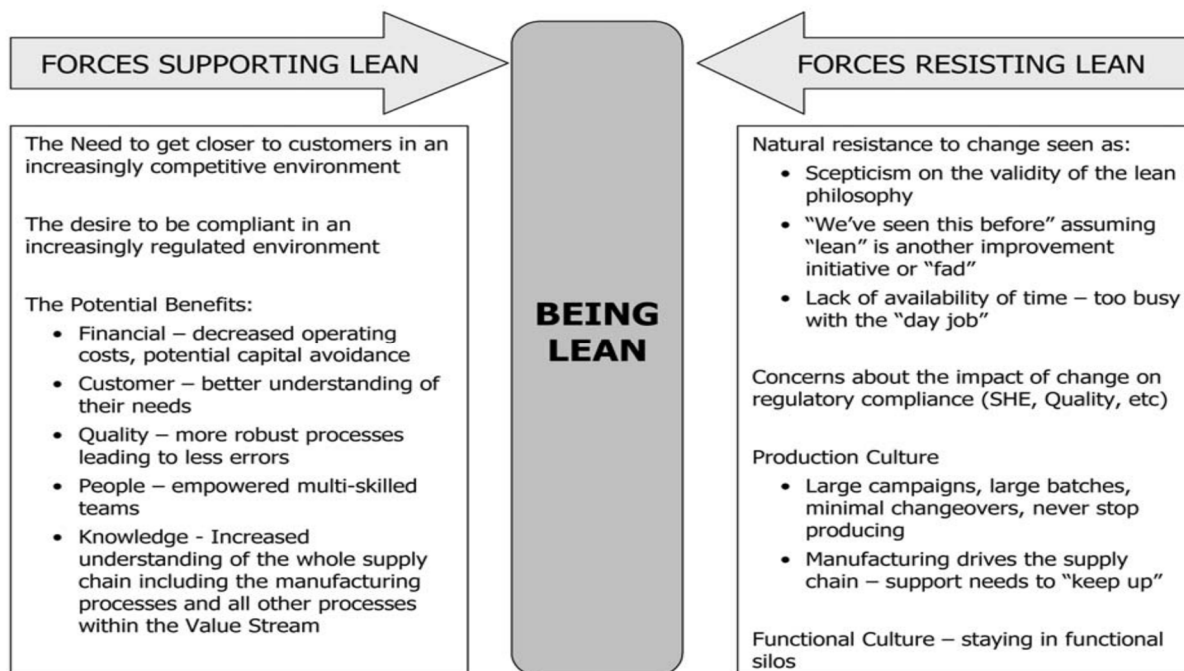 FORCES SUPPORTING LEAN
The Need to get closer to customers in an
increasingly competitive environment
The desire to be compliant in an
increasingly regulated environment
The Potential Benefits:
• Financial – decreased operating
costs, potential capital avoidance
• Customer – better understanding of
their needs
• Quality – more robust processes
leading to less errors
• People – empowered multi-skilled
teams
• Knowledge - Increased
understanding of the whole supply
chain including the manufacturing
processes and all other processes
within the Value Stream
BEING
LEAN
FORCES RESISTING LEAN
Natural resistance to change seen as:
• Scepticism on the validity of the lean
philosophy
• “We’ve seen this before” assuming
“lean” is another improvement
initiative or “fad”
• Lack of availability of time – too busy
with the “day job”
Concerns about the impact of change on
regulatory compliance (SHE, Quality, etc)
Production Culture
• Large campaigns, large batches,
minimal changeovers, never stop
producing
• Manufacturing drives the supply
chain – support needs to “keep up”
Functional Culture – staying in functional
silos